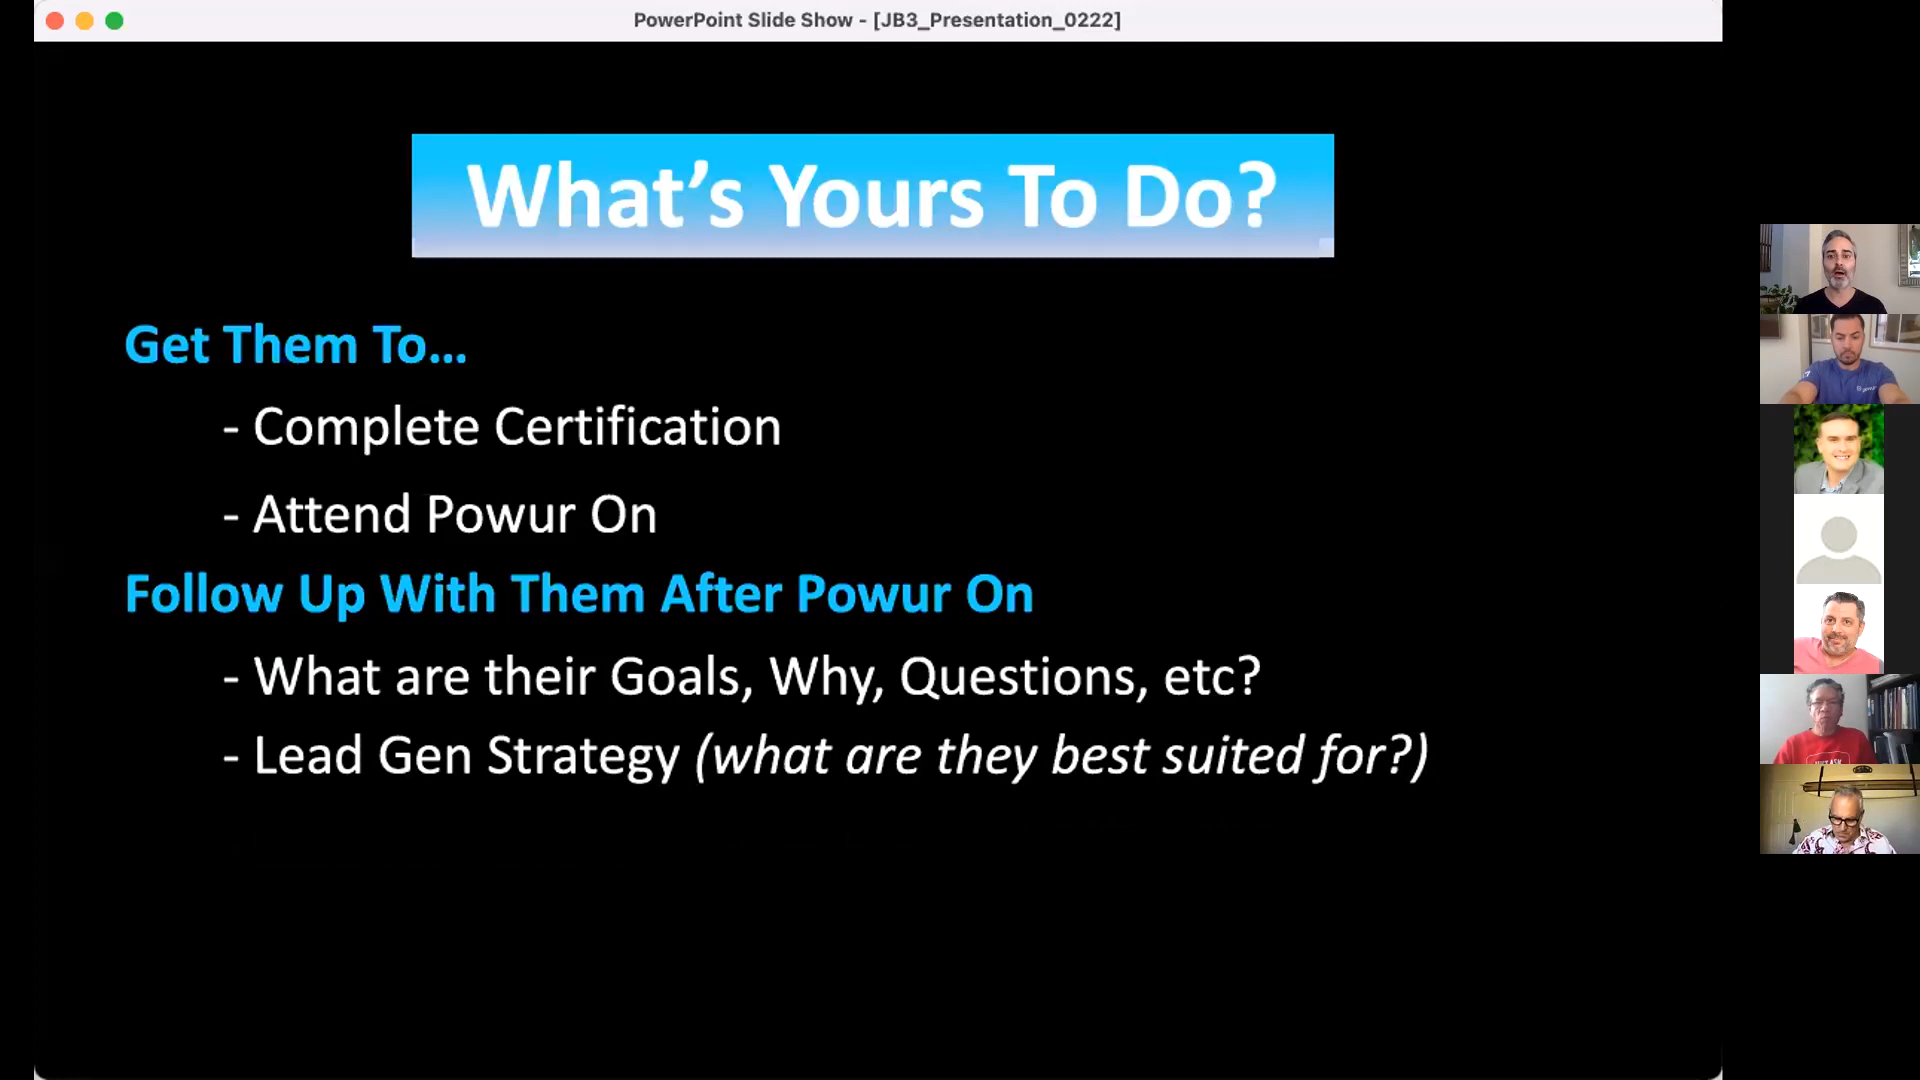 PowerPoint Slide Show - [JB3_Presentation_0222]
What's Yours To Do?
Get Them To...
- Complete Certification
- Attend Powur On
Follow Up With Them After Powur On
- What are their Goals, Why, Questions, etc?
- Lead Gen Strategy (what are they best suited for?)